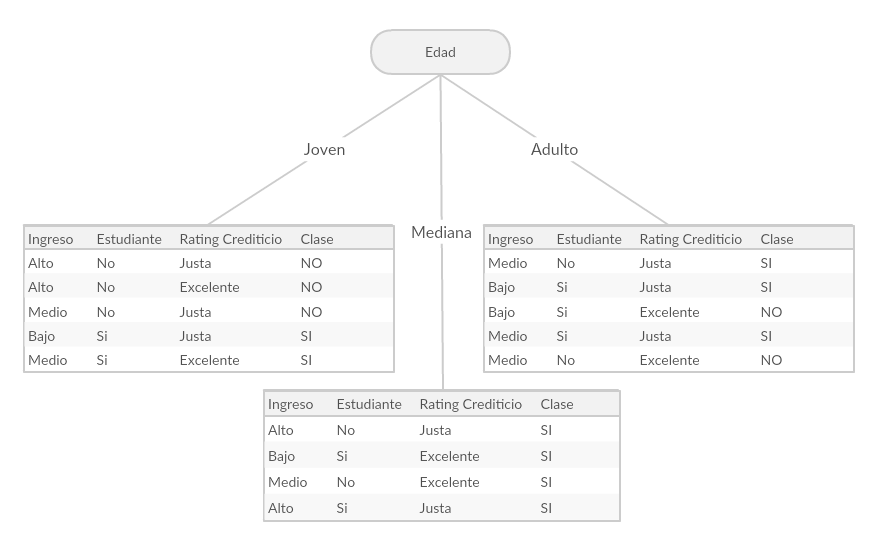 Edad
Joven
Adulto
Mediana
Ingreso Estudiante Rating Crediticio Clase
Alto No Justa NO
Alto No Excelente NO
Medio No Justa NO
Bajo Si Justa SI
Medio Si Excelente SI
Ingreso Estudiante Rating Crediticio Clase
Medio No Justa SI
Bajo Si Justa SI
Bajo Si Excelente NO
Medio Si Justa SI
Medio No Excelente NO
Ingreso Estudiante Rating Crediticio Clase
Alto No Justa SI
Bajo Si Excelente SI
Medio No Excelente SI
Alto Si Justa SI